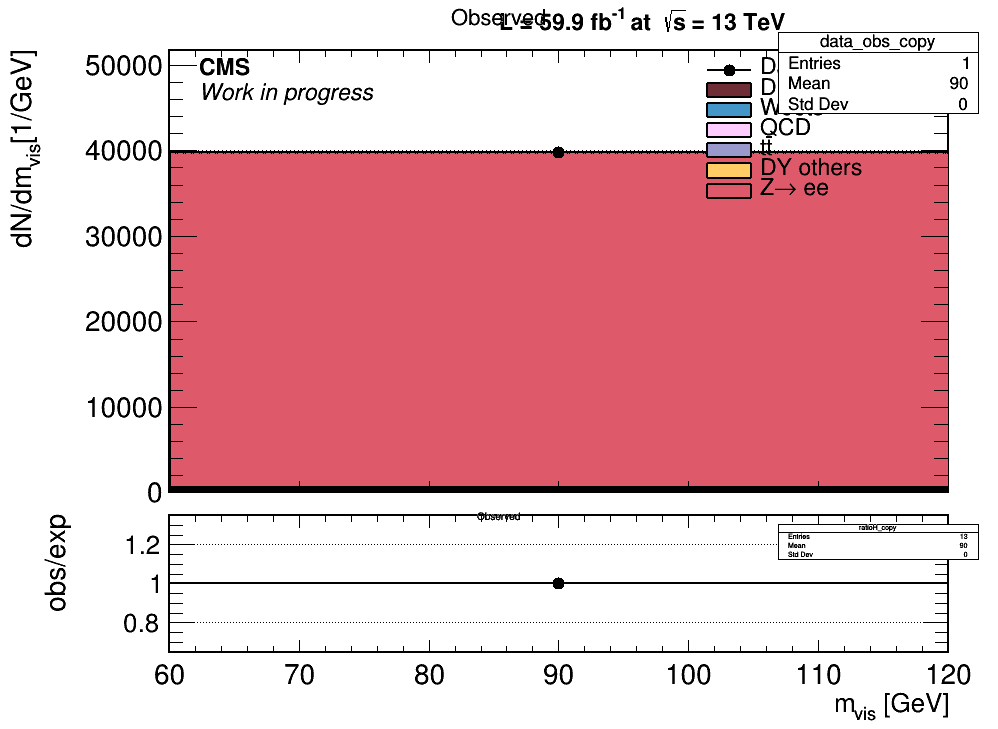 Observed
L = 59.9 fb-1 at √s = 13 TeV
data_obs_copy
Entries 1
Mean 90
Std Dev 0
CMS
Work in progress
QCD
tt̄
DY others
Z→ ee
dN/dmvis[1/GeV]
50000
40000
30000
20000
10000
0
Observed
ratioH_copy
Entries 13
Mean 90
Std Dev 0
obs/exp
1.2
1
0.8
60 70 80 90 100 110 120
mvis [GeV]